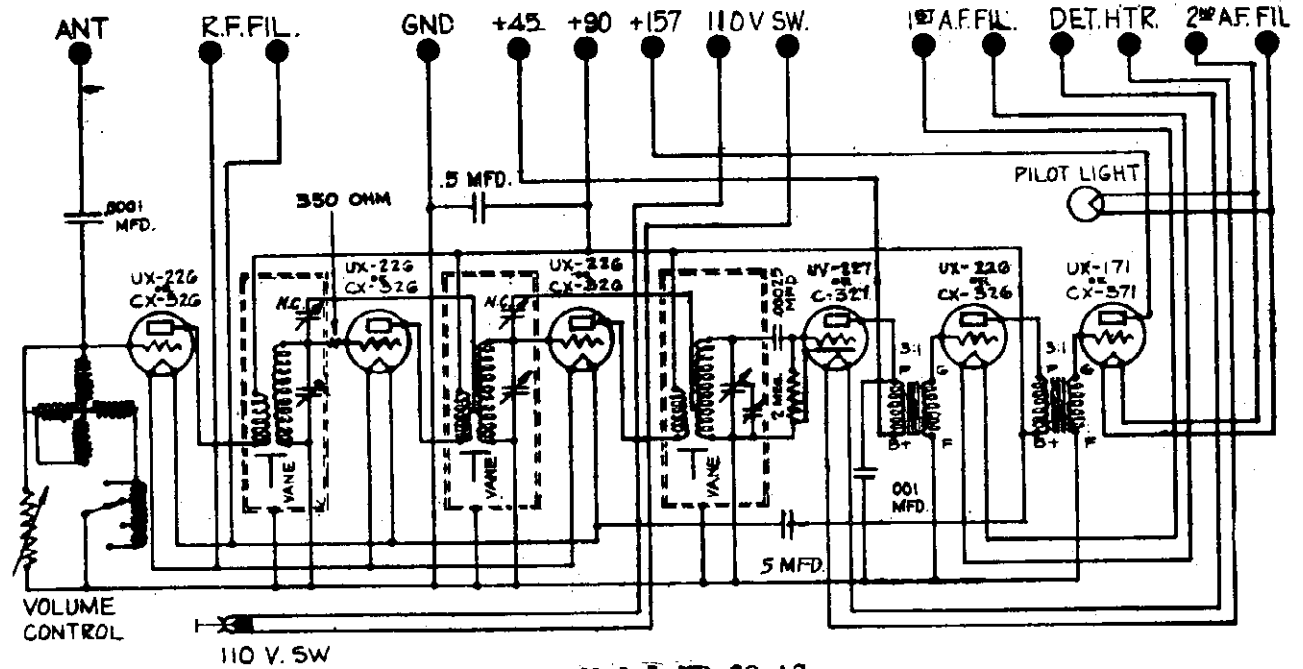 ANT
R.F. FIL.
GND
+45
+90
+157
110V SW.
1ST A.F. FIL.
DET. HTR.
2ND A.F. FIL
.5 MFD.
PILOT LIGHT
350 OHM
.0001
MFD.
UX-226
OR
CX-326
UX-226
OR
CX-326
UX-226
OR
CX-326
.00025
MFD
UY-227
OR
C-327
UX-226
OR
CX-326
UX-171
OR
CX-371
N.C.
N.C.
2 MEG.
3:1
P
G
B+
F
3:1
P
G
B+
F
VANE
VANE
VANE
.001
MFD.
.5 MFD.
VOLUME
CONTROL
110 V. SW